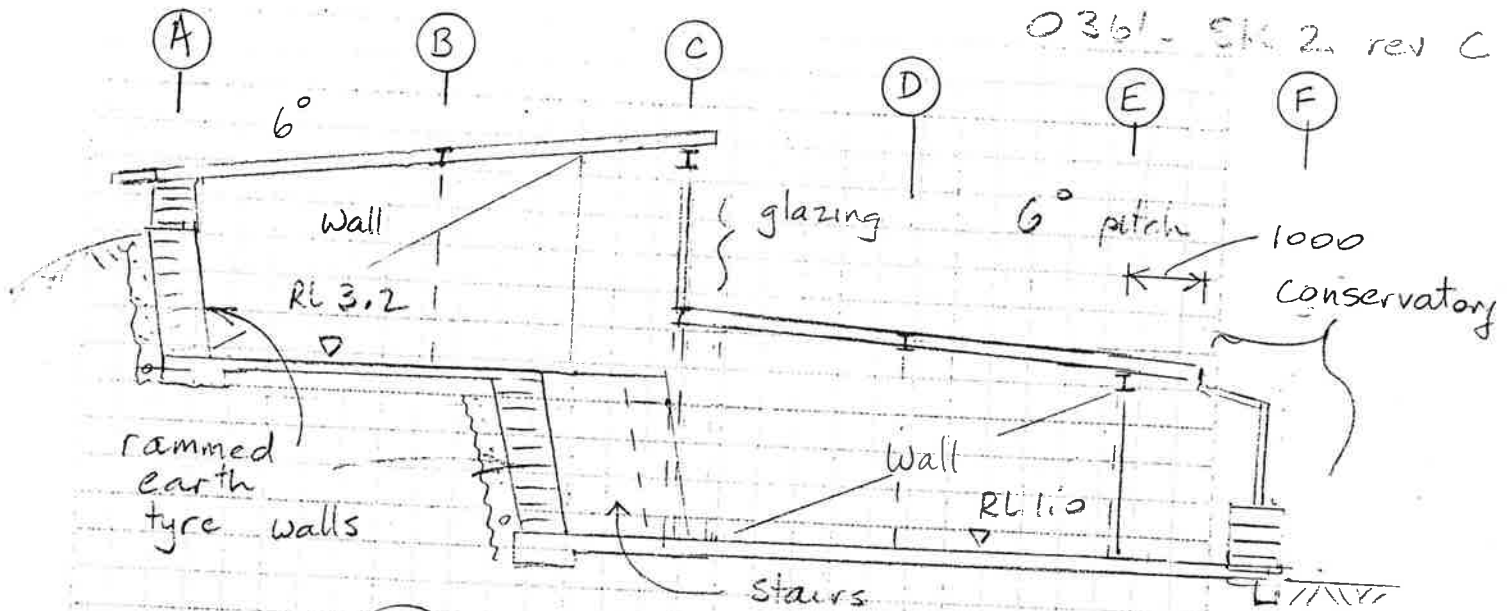 0361 - SK 2 rev C
A B C D E F
6°
Wall
glazing
6° pitch
1000
conservatory
RL 3.2
rammed
earth
tyre walls
Wall
RL 1.0
stairs